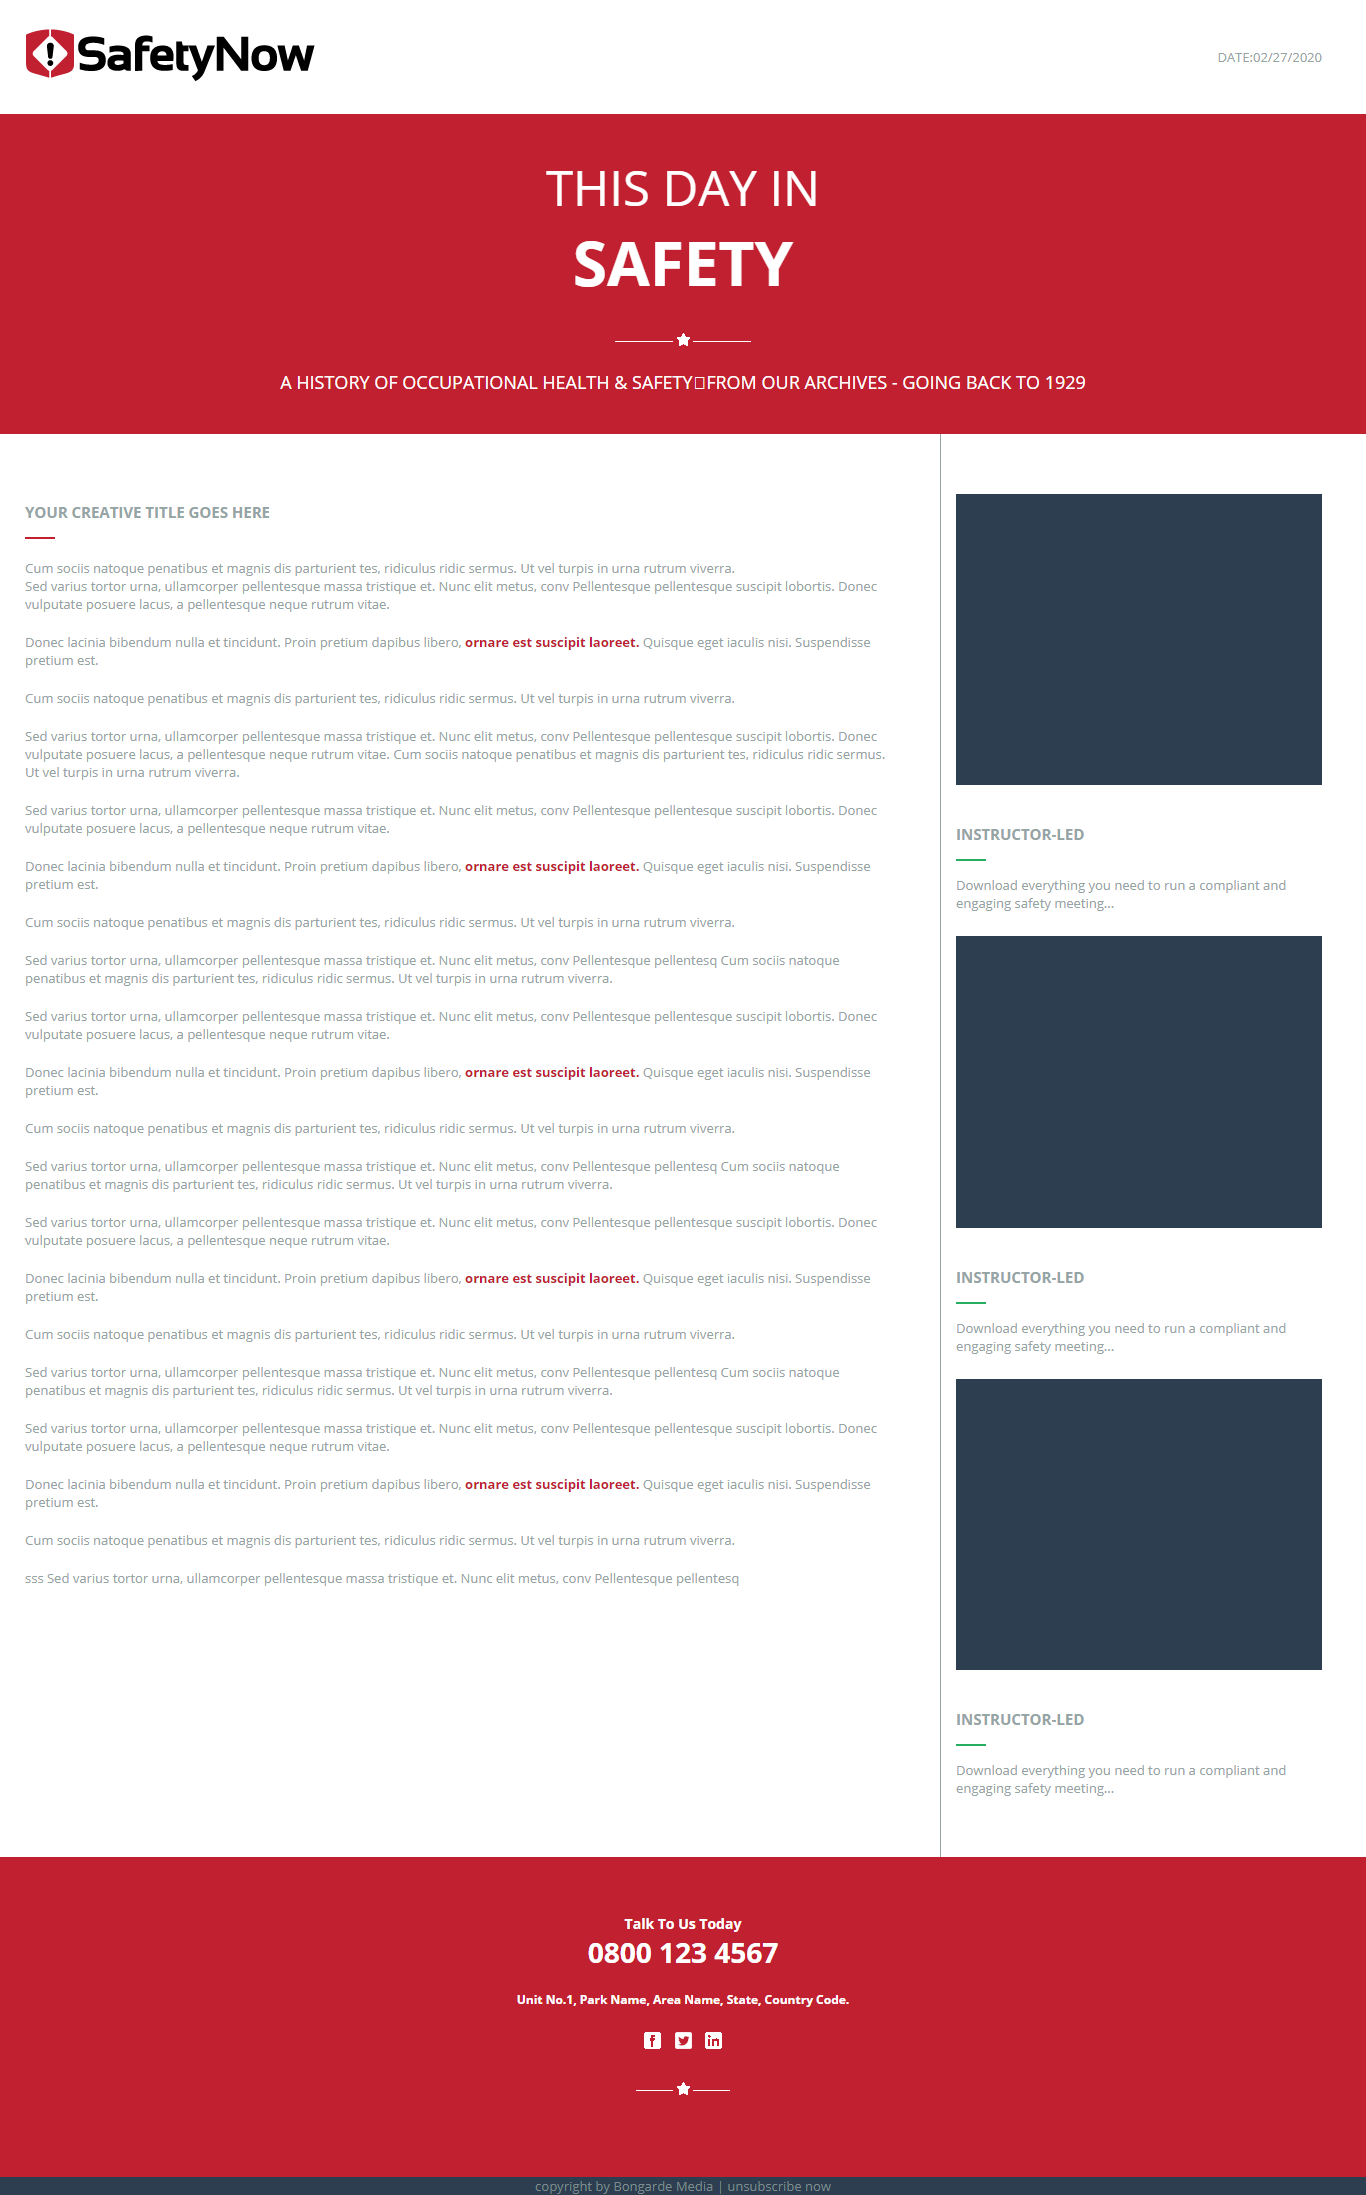 SafetyNow
DATE:02/27/2020
THIS DAY IN
SAFETY
A HISTORY OF OCCUPATIONAL HEALTH & SAFETY□FROM OUR ARCHIVES - GOING BACK TO 1929
YOUR CREATIVE TITLE GOES HERE
Cum sociis natoque penatibus et magnis dis parturient tes, ridiculus ridic sermus. Ut vel turpis in urna rutrum viverra.
Sed varius tortor urna, ullamcorper pellentesque massa tristique et. Nunc elit metus, conv Pellentesque pellentesque suscipit lobortis. Donec
vulputate posuere lacus, a pellentesque neque rutrum vitae.
Donec lacinia bibendum nulla et tincidunt. Proin pretium dapibus libero, ornare est suscipit laoreet. Quisque eget iaculis nisi. Suspendisse
pretium est.
Cum sociis natoque penatibus et magnis dis parturient tes, ridiculus ridic sermus. Ut vel turpis in urna rutrum viverra.
Sed varius tortor urna, ullamcorper pellentesque massa tristique et. Nunc elit metus, conv Pellentesque pellentesque suscipit lobortis. Donec
vulputate posuere lacus, a pellentesque neque rutrum vitae. Cum sociis natoque penatibus et magnis dis parturient tes, ridiculus ridic sermus.
Ut vel turpis in urna rutrum viverra.
Sed varius tortor urna, ullamcorper pellentesque massa tristique et. Nunc elit metus, conv Pellentesque pellentesque suscipit lobortis. Donec
vulputate posuere lacus, a pellentesque neque rutrum vitae.
Donec lacinia bibendum nulla et tincidunt. Proin pretium dapibus libero, ornare est suscipit laoreet. Quisque eget iaculis nisi. Suspendisse
pretium est.
Cum sociis natoque penatibus et magnis dis parturient tes, ridiculus ridic sermus. Ut vel turpis in urna rutrum viverra.
Sed varius tortor urna, ullamcorper pellentesque massa tristique et. Nunc elit metus, conv Pellentesque pellentesq Cum sociis natoque
penatibus et magnis dis parturient tes, ridiculus ridic sermus. Ut vel turpis in urna rutrum viverra.
Sed varius tortor urna, ullamcorper pellentesque massa tristique et. Nunc elit metus, conv Pellentesque pellentesque suscipit lobortis. Donec
vulputate posuere lacus, a pellentesque neque rutrum vitae.
Donec lacinia bibendum nulla et tincidunt. Proin pretium dapibus libero, ornare est suscipit laoreet. Quisque eget iaculis nisi. Suspendisse
pretium est.
Cum sociis natoque penatibus et magnis dis parturient tes, ridiculus ridic sermus. Ut vel turpis in urna rutrum viverra.
Sed varius tortor urna, ullamcorper pellentesque massa tristique et. Nunc elit metus, conv Pellentesque pellentesq Cum sociis natoque
penatibus et magnis dis parturient tes, ridiculus ridic sermus. Ut vel turpis in urna rutrum viverra.
Sed varius tortor urna, ullamcorper pellentesque massa tristique et. Nunc elit metus, conv Pellentesque pellentesque suscipit lobortis. Donec
vulputate posuere lacus, a pellentesque neque rutrum vitae.
Donec lacinia bibendum nulla et tincidunt. Proin pretium dapibus libero, ornare est suscipit laoreet. Quisque eget iaculis nisi. Suspendisse
pretium est.
Cum sociis natoque penatibus et magnis dis parturient tes, ridiculus ridic sermus. Ut vel turpis in urna rutrum viverra.
Sed varius tortor urna, ullamcorper pellentesque massa tristique et. Nunc elit metus, conv Pellentesque pellentesq Cum sociis natoque
penatibus et magnis dis parturient tes, ridiculus ridic sermus. Ut vel turpis in urna rutrum viverra.
Sed varius tortor urna, ullamcorper pellentesque massa tristique et. Nunc elit metus, conv Pellentesque pellentesque suscipit lobortis. Donec
vulputate posuere lacus, a pellentesque neque rutrum vitae.
Donec lacinia bibendum nulla et tincidunt. Proin pretium dapibus libero, ornare est suscipit laoreet. Quisque eget iaculis nisi. Suspendisse
pretium est.
Cum sociis natoque penatibus et magnis dis parturient tes, ridiculus ridic sermus. Ut vel turpis in urna rutrum viverra.
sss Sed varius tortor urna, ullamcorper pellentesque massa tristique et. Nunc elit metus, conv Pellentesque pellentesq
INSTRUCTOR-LED
Download everything you need to run a compliant and
engaging safety meeting...
INSTRUCTOR-LED
Download everything you need to run a compliant and
engaging safety meeting...
INSTRUCTOR-LED
Download everything you need to run a compliant and
engaging safety meeting...
Talk To Us Today
0800 123 4567
Unit No.1, Park Name, Area Name, State, Country Code.
copyright by Bongarde Media | unsubscribe now